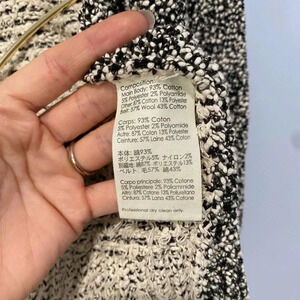 Composition:
Main Body: 93% Cotton
5% Polyester 2% Polyamide
Other: 87% Cotton 13% Polyester
Belt: 57% Wool 43% Cotton
Corps: 93% Coton
5% Polyester 2% Polyamide
Autre: 87% Coton 13% Polyester
Ceinture: 57% Laine 43% Coton
本体: 綿93%
ポリエステル5% ナイロン2%
別編地: 綿87% ポリエステル13%
ベルト: 毛57% 綿43%
Corpo principale: 93% Cotone
5% Poliestere 2% Poliammide
Altro: 87% Cotone 13%
Cintura: 57% Lana 43% Cotone
Professional dry clean only.